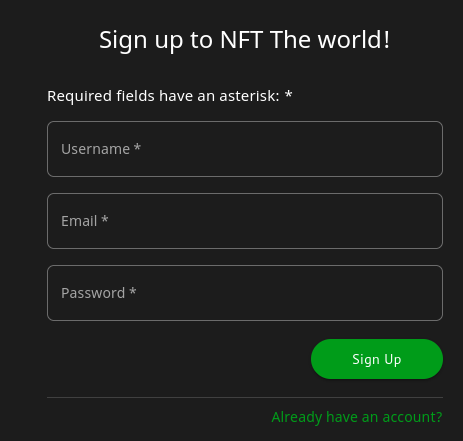 Sign up to NFT The world!
Required fields have an asterisk: *
Username *
Email *
Password *
Sign Up
Already have an account?